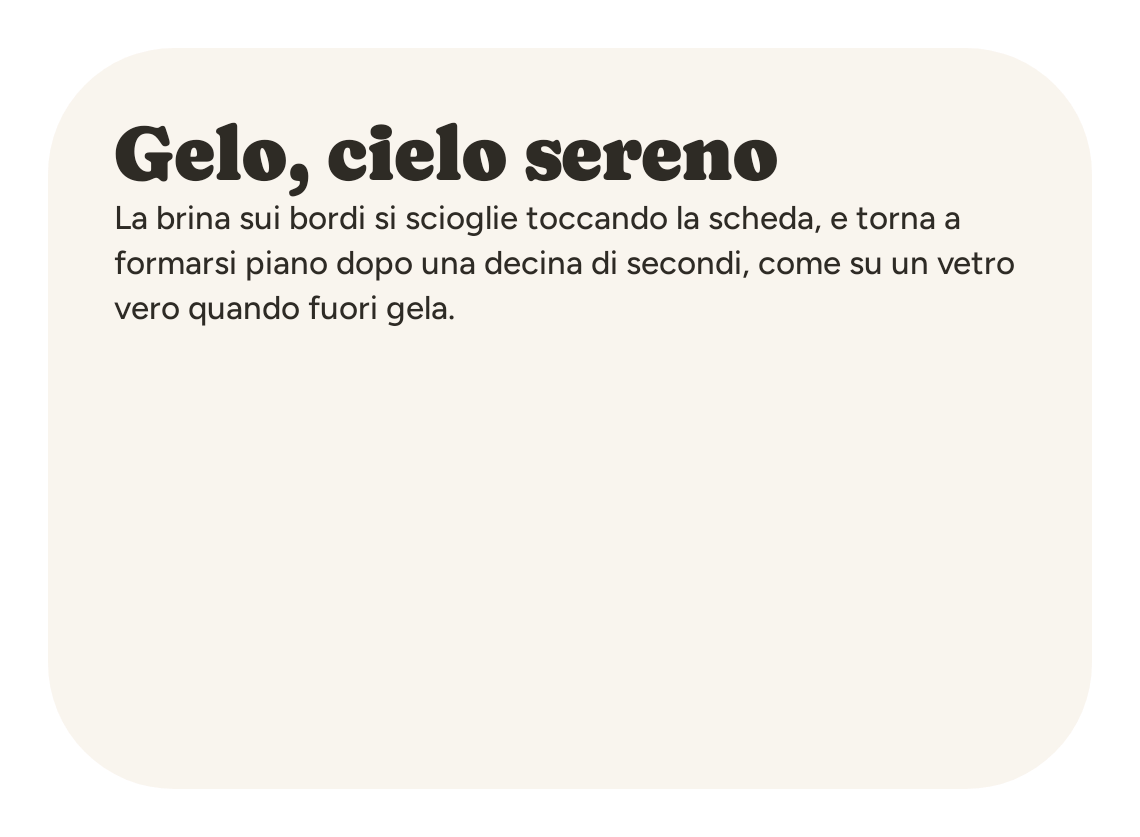 Gelo, cielo sereno
La brina sui bordi si scioglie toccando la scheda, e torna a
formarsi piano dopo una decina di secondi, come su un vetro
vero quando fuori gela.